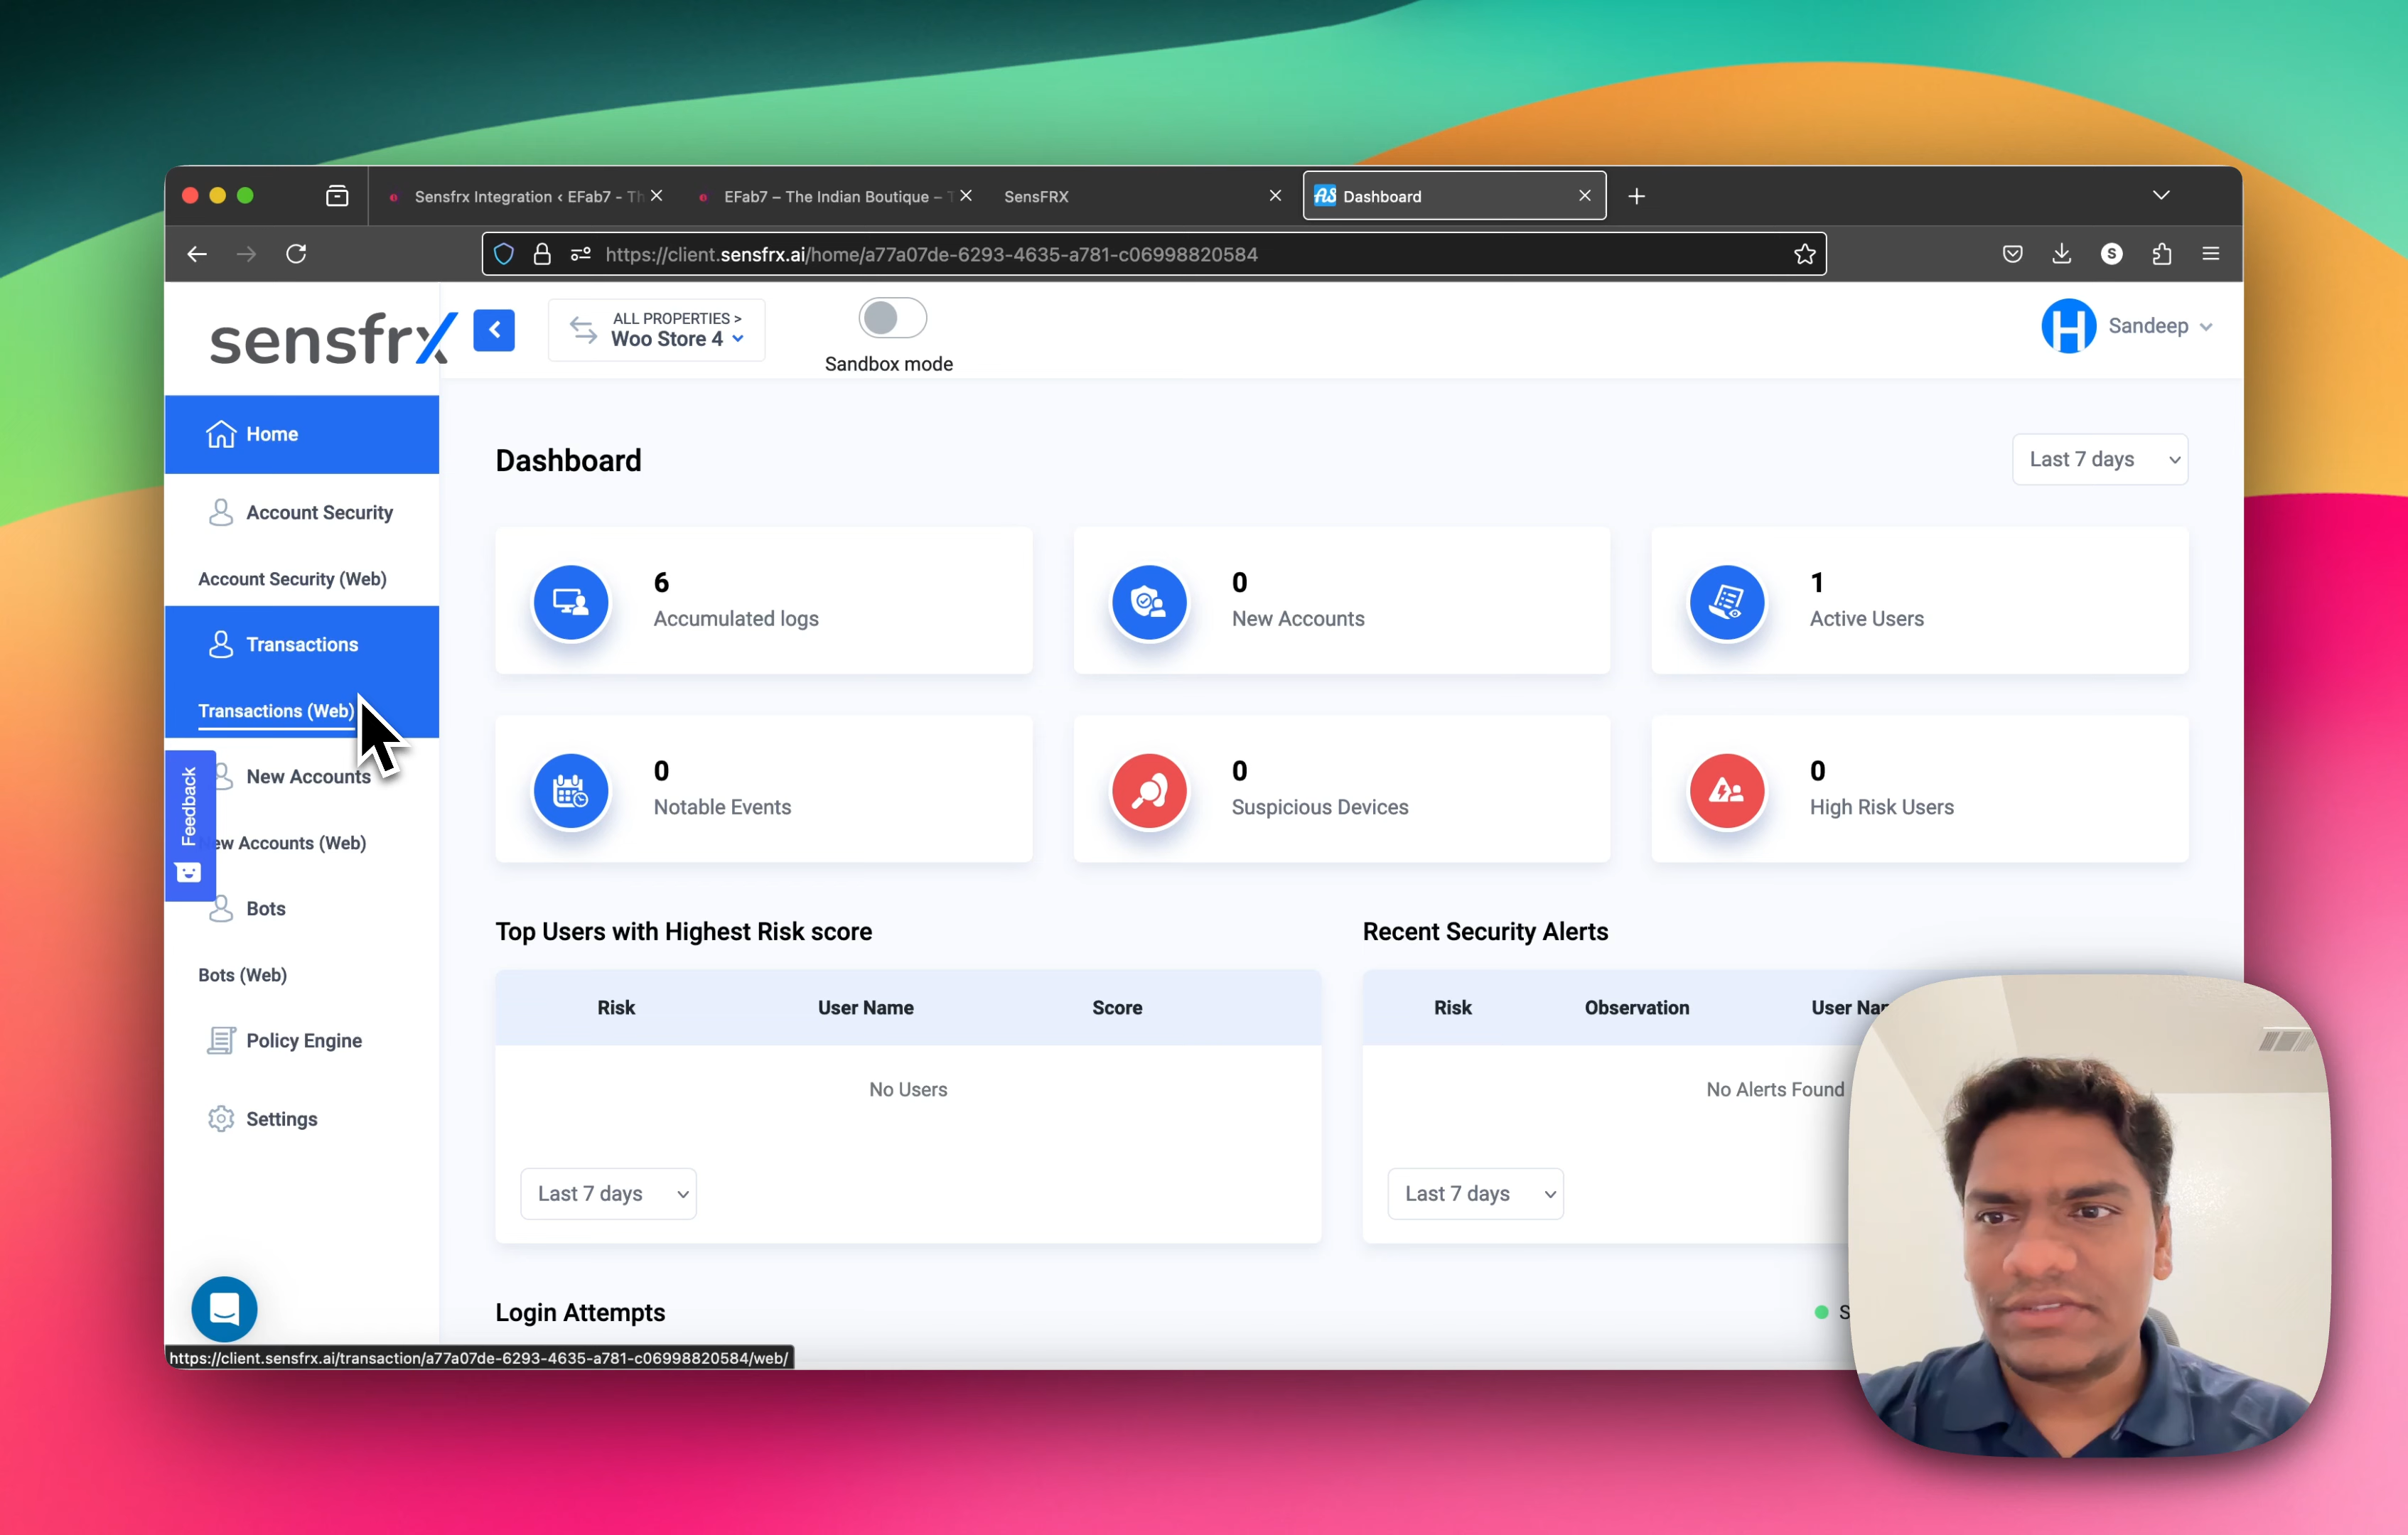 Sensfrx Integration ‹ EFab7 - Th
EFab7 – The Indian Boutique –
SensFRX
AS Dashboard
https://client.sensfrx.ai/home/a77a07de-6293-4635-a781-c06998820584
S
sensfrx
ALL PROPERTIES >
Woo Store 4
Sandbox mode
H
Sandeep
Home
Account Security
Account Security (Web)
Transactions
Transactions (Web)
New Accounts
ew Accounts (Web)
Bots
Bots (Web)
Policy Engine
Settings
Feedback
Dashboard
Last 7 days
6
Accumulated logs
0
New Accounts
1
Active Users
0
Notable Events
0
Suspicious Devices
0
High Risk Users
Top Users with Highest Risk score
Risk User Name Score
No Users
Last 7 days
Recent Security Alerts
Risk Observation User Nam
No Alerts Found
Last 7 days
Login Attempts
S
https://client.sensfrx.ai/transaction/a77a07de-6293-4635-a781-c06998820584/web/